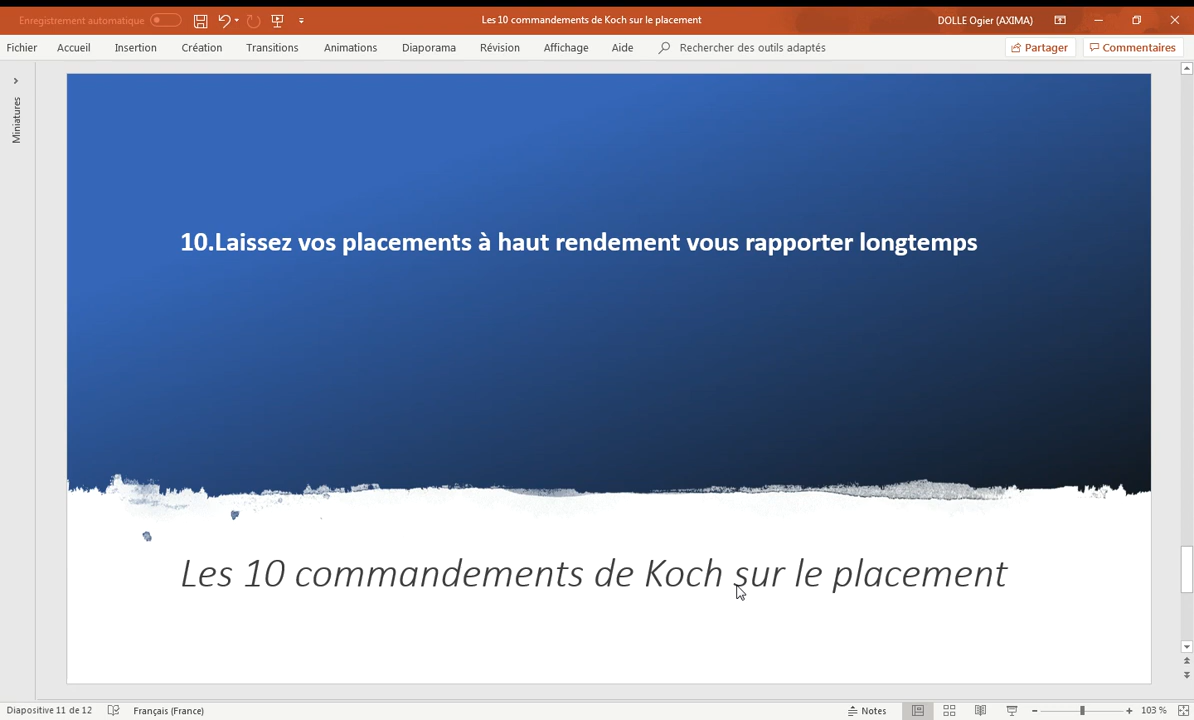 Enregistrement automatique
Les 10 commandements de Koch sur le placement
DOLLE Ogier (AXIMA)
Fichier Accueil Insertion Création Transitions Animations Diaporama Révision Affichage Aide Rechercher des outils adaptés Partager Commentaires
Miniatures
10.Laissez vos placements à haut rendement vous rapporter longtemps
Les 10 commandements de Koch sur le placement
Diapositive 11 de 12 Français (France) Notes 103 %